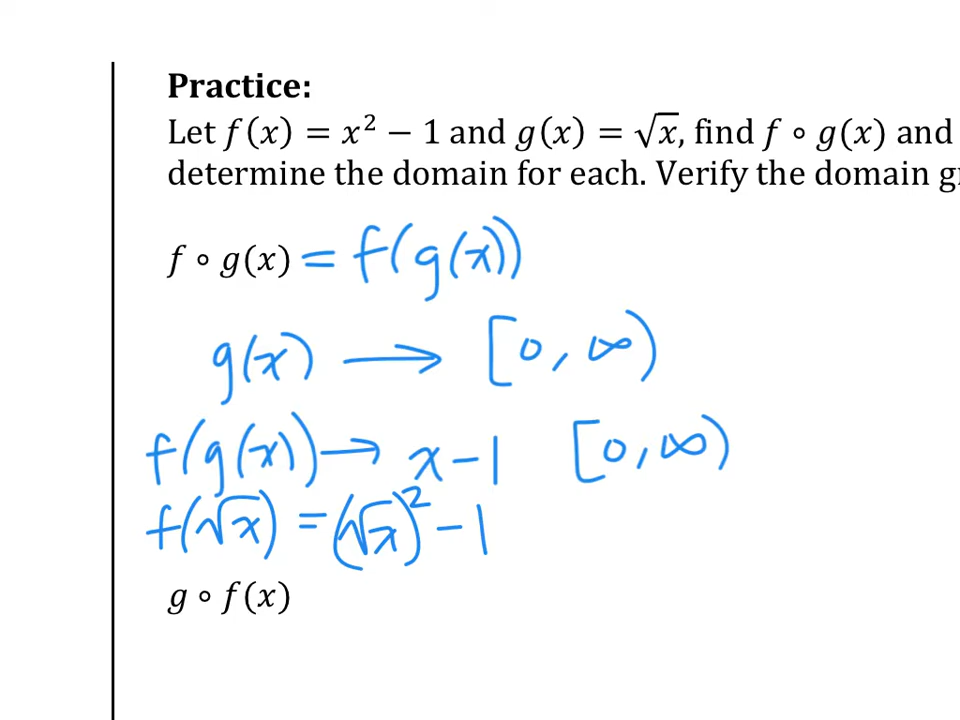 Practice:
Let f(x) = x² − 1 and g(x) = √x, find f ∘ g(x) and
determine the domain for each. Verify the domain gr
f ∘ g(x) = f(g(x))
g(x) ⟶ [0, ∞)
f(g(x)) → x − 1 [0, ∞)
f(√x) = (√x)² − 1
g ∘ f(x)